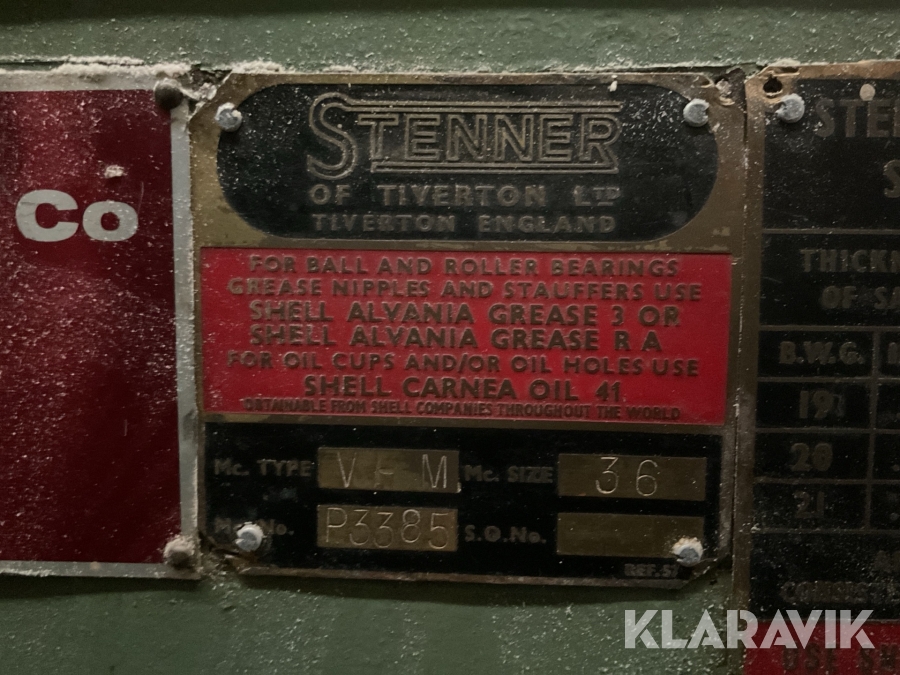 Co
STENNER
OF TIVERTON LTD
TIVERTON ENGLAND
FOR BALL AND ROLLER BEARINGS
GREASE NIPPLES AND STAUFFERS USE
SHELL ALVANIA GREASE 3 OR
SHELL ALVANIA GREASE R A
FOR OIL CUPS AND/OR OIL HOLES USE
SHELL CARNEA OIL 41
OBTAINABLE FROM SHELL COMPANIES THROUGHOUT THE WORLD
Mc. TYPE V F M Mc. SIZE 36
No. P3385 S.O.No.
REF.
OF
B.W.G.
19
20
21
KLARAVIK